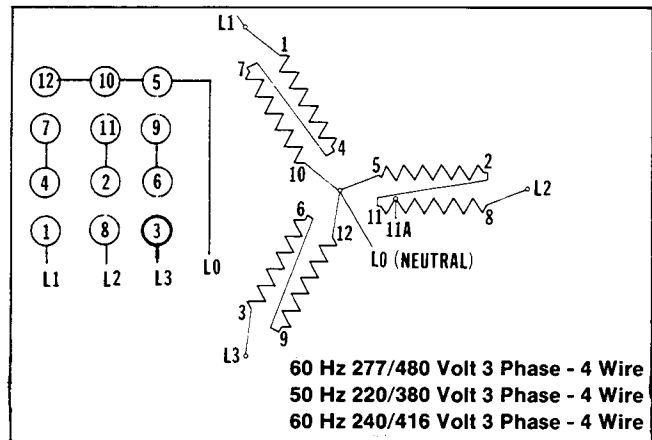 12 10 5
7 11 9
4 2 6
1 8 3
L1 L2 L3 L0
L1
1
7
4
10
5 2
L2
11 8
11A
6
12
L0 (NEUTRAL)
3
9
L3
60 Hz 277/480 Volt 3 Phase - 4 Wire
50 Hz 220/380 Volt 3 Phase - 4 Wire
60 Hz 240/416 Volt 3 Phase - 4 Wire